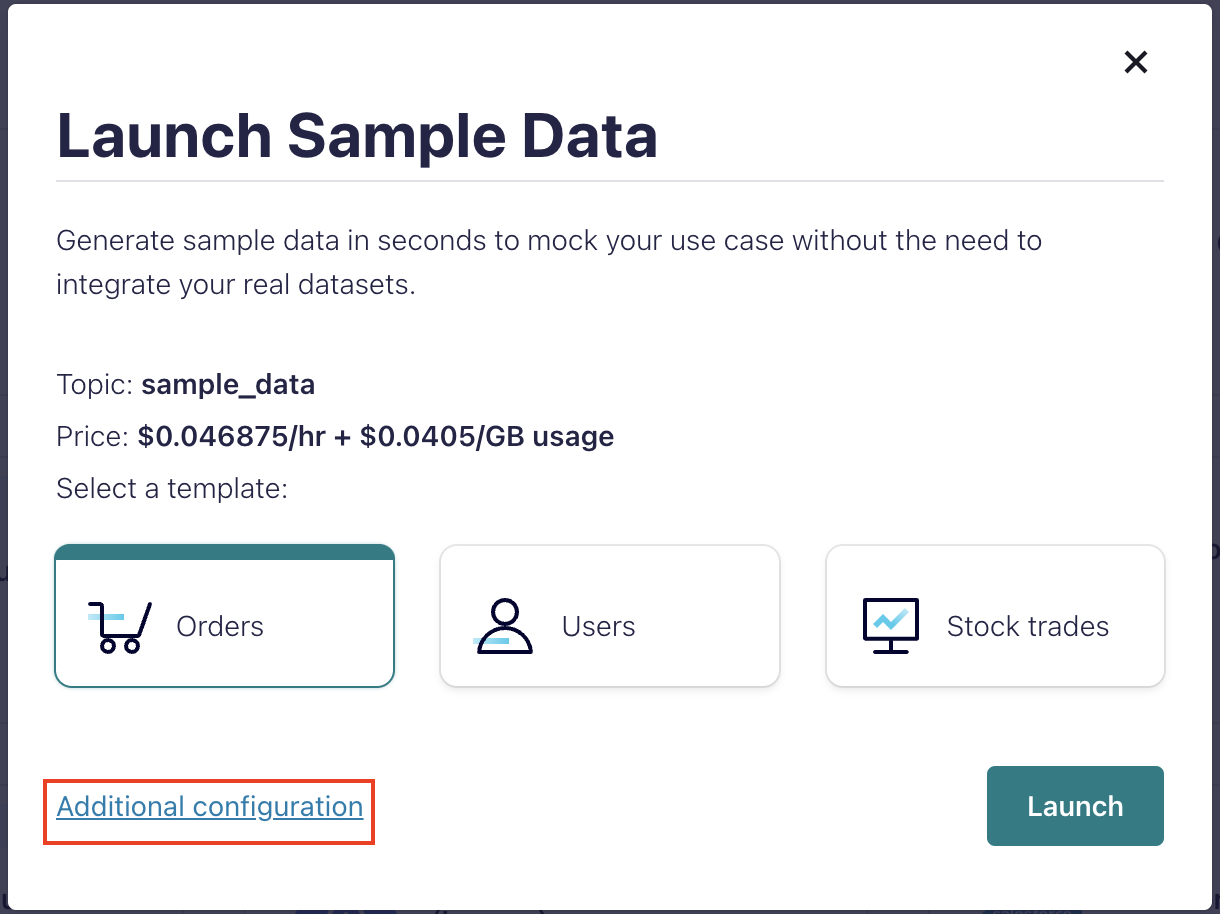 Launch Sample Data
Generate sample data in seconds to mock your use case without the need to
integrate your real datasets.
Topic: sample_data
Price: $0.046875/hr + $0.0405/GB usage
Select a template:
Orders
Users
Stock trades
Additional configuration
Launch